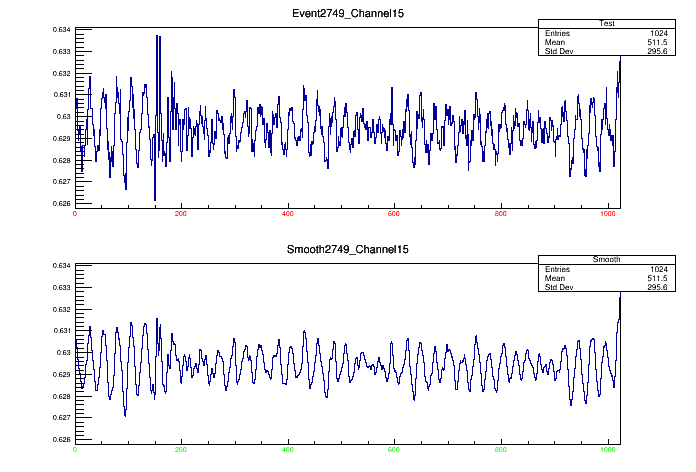 Event2749_Channel15
Test
Entries 1024
Mean 511.5
Std Dev 295.6
0.634
0.633
0.632
0.631
0.63
0.629
0.628
0.627
0.626
0 200 400 600 800 1000
Smooth2749_Channel15
Smooth
Entries 1024
Mean 511.5
Std Dev 295.6
0.634
0.633
0.632
0.631
0.63
0.629
0.628
0.627
0.626
0 200 400 600 800 1000